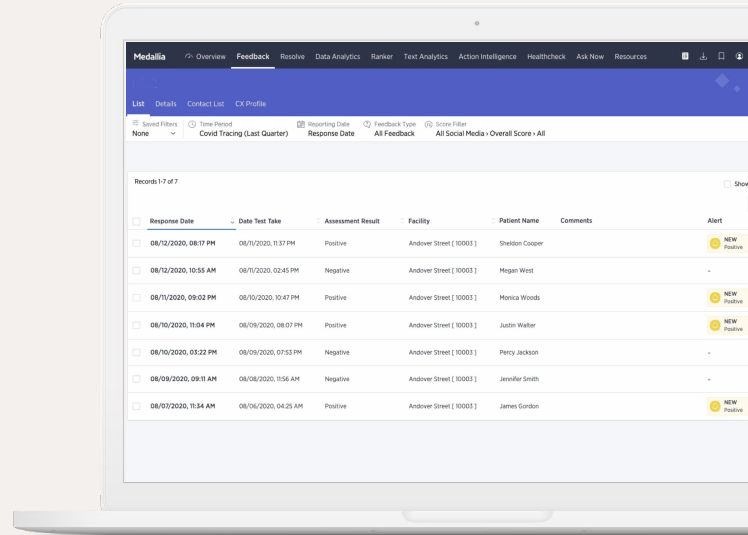 Medallia Overview Feedback Resolve Data Analytics Ranker Text Analytics Action Intelligence Healthcheck Ask Now Resources
List Details Contact List CX Profile
Saved Filters Time Period Reporting Date Feedback Type Score Filter
None Covid Tracing (Last Quarter) Response Date All Feedback All Social Media › Overall Score › All
Records 1-7 of 7 Show
Response Date Date Test Take Assessment Result Facility Patient Name Comments Alert
08/12/2020, 08:17 PM 08/11/2020, 11:37 PM Positive Andover Street [ 10003 ] Sheldon Cooper NEW Positive
08/12/2020, 10:55 AM 08/11/2020, 02:45 PM Negative Andover Street [ 10003 ] Megan West -
08/11/2020, 09:02 PM 08/10/2020, 10:47 PM Positive Andover Street [ 10003 ] Monica Woods NEW Positive
08/10/2020, 11:04 PM 08/09/2020, 08:07 PM Positive Andover Street [ 10003 ] Justin Walter NEW Positive
08/10/2020, 03:22 PM 08/09/2020, 07:53 PM Negative Andover Street [ 10003 ] Percy Jackson -
08/09/2020, 09:11 AM 08/08/2020, 11:56 AM Negative Andover Street [ 10003 ] Jennifer Smith -
08/07/2020, 11:34 AM 08/06/2020, 04:25 AM Positive Andover Street [ 10003 ] James Gordon NEW Positive